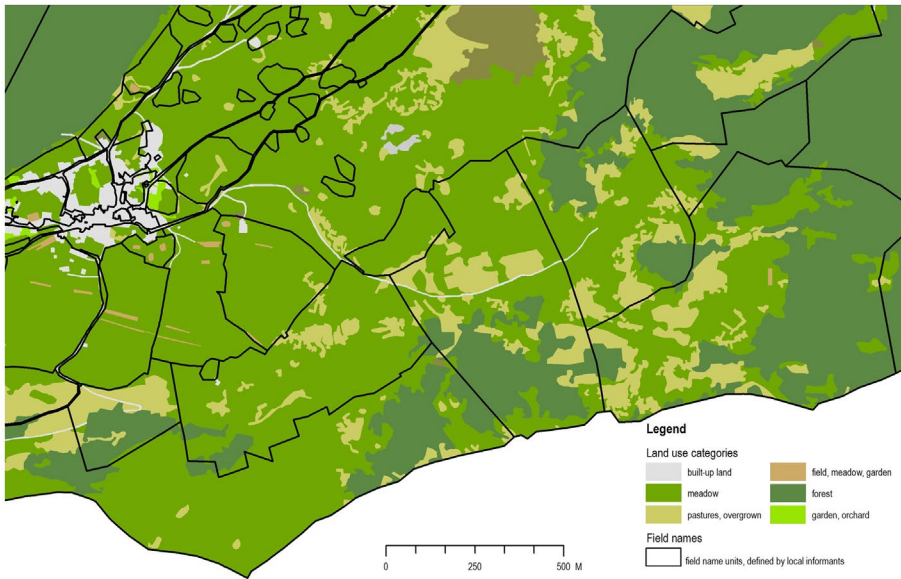 Legend
Land use categories
built-up land
field, meadow, garden
meadow
forest
pastures, overgrown
garden, orchard
Field names
field name units, defined by local informants
0 250 500 M